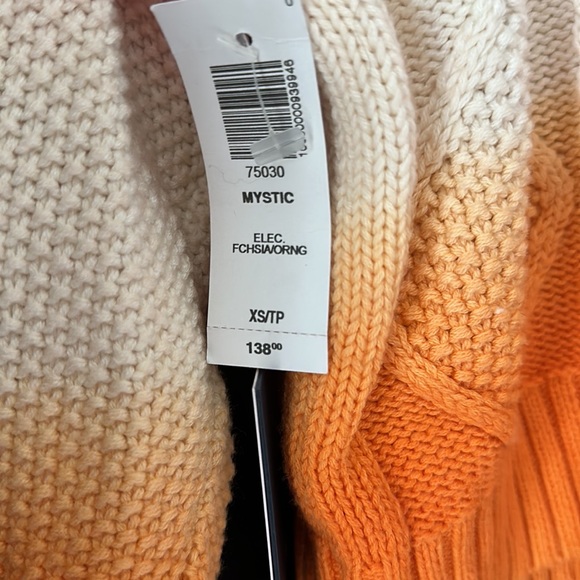 75030
MYSTIC
ELEC.
FCHSIA/ORNG
XS/TP
138⁰⁰